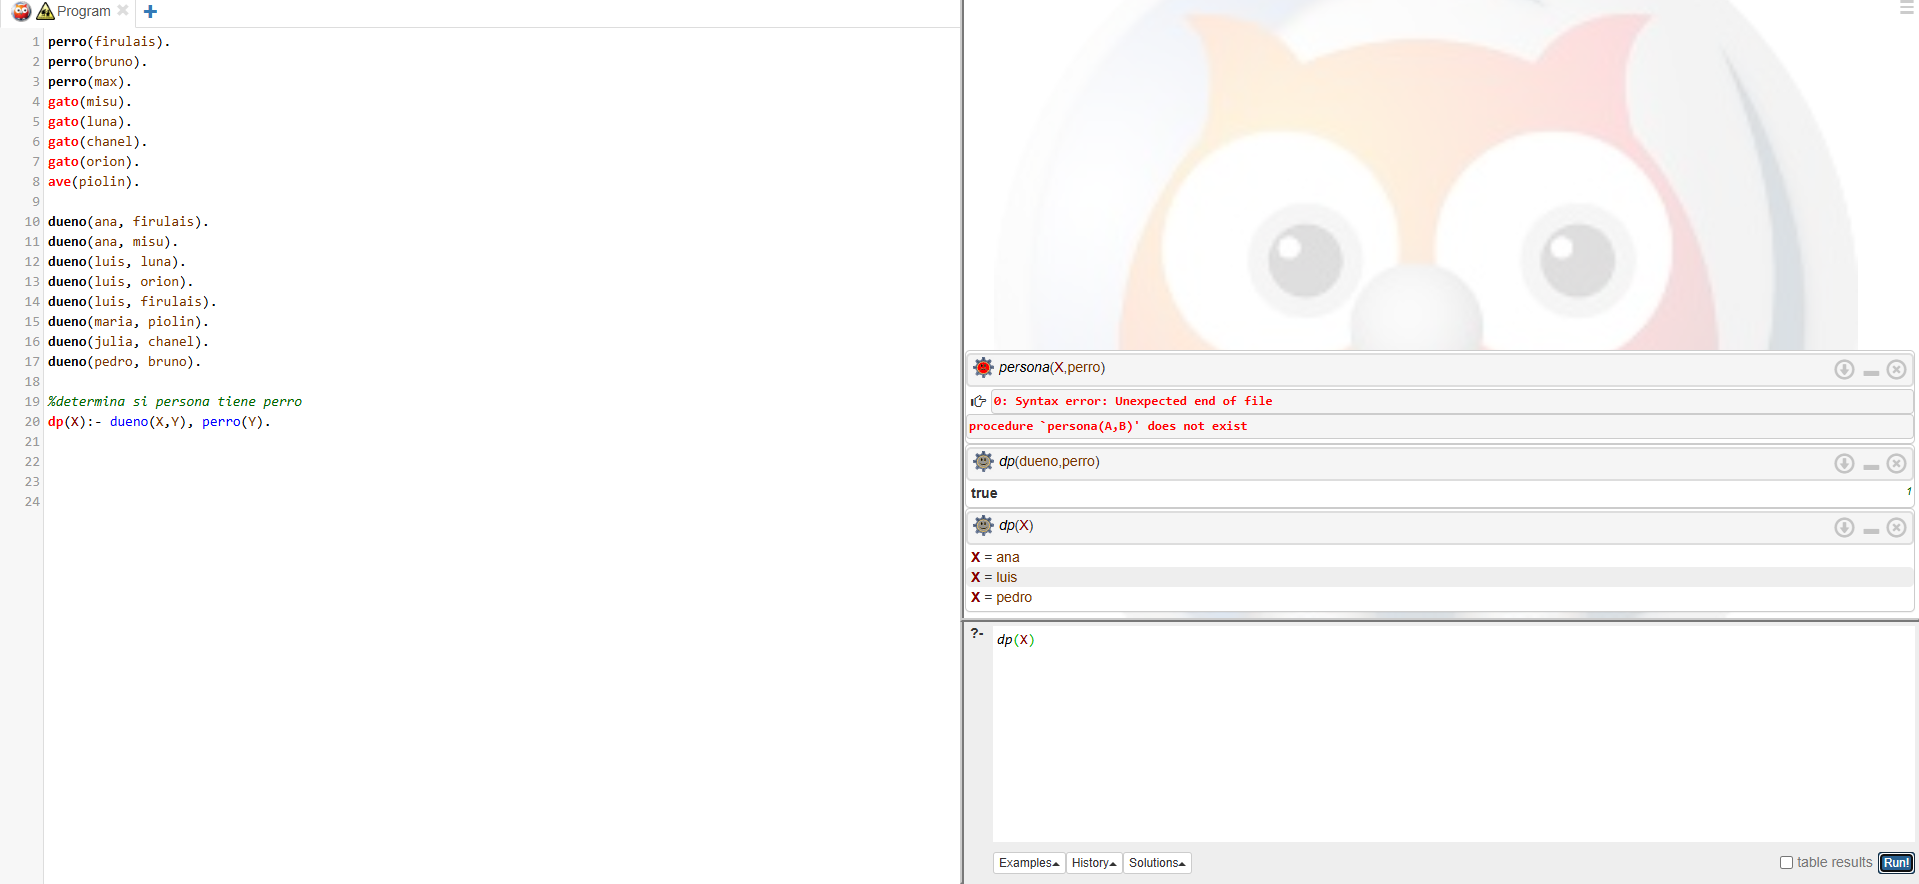 Program
1 perro(firulais).
2 perro(bruno).
3 perro(max).
4 gato(misu).
5 gato(luna).
6 gato(chanel).
7 gato(orion).
8 ave(piolin).
9
10 dueno(ana, firulais).
11 dueno(ana, misu).
12 dueno(luis, luna).
13 dueno(luis, orion).
14 dueno(luis, firulais).
15 dueno(maria, piolin).
16 dueno(julia, chanel).
17 dueno(pedro, bruno).
18
19 %determina si persona tiene perro
20 dp(X):- dueno(X,Y), perro(Y).
21
22
23
24
persona(X,perro)
0: Syntax error: Unexpected end of file
procedure `persona(A,B)' does not exist
dp(dueno,perro)
true 1
dp(X)
X = ana
X = luis
X = pedro
?- dp(X)
Examples History Solutions table results Run!